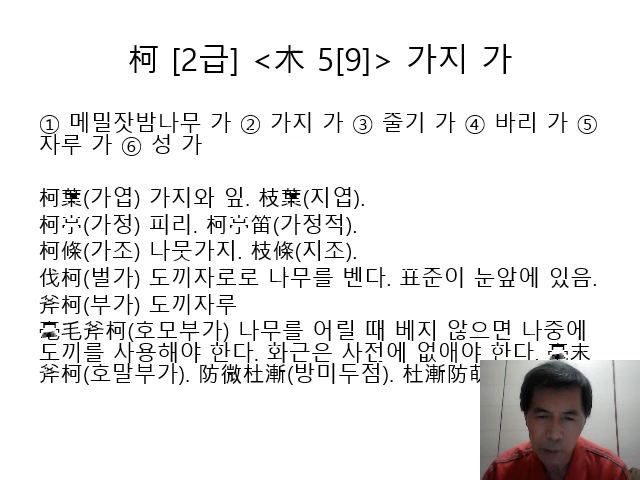 柯 [2급] <木 5[9]> 가지 가
① 메밀잣밤나무 가 ② 가지 가 ③ 줄기 가 ④ 바리 가 ⑤
자루 가 ⑥ 성 가
柯葉(가엽) 가지와 잎. 枝葉(지엽).
柯亭(가정) 피리. 柯亭笛(가정적).
柯條(가조) 나뭇가지. 枝條(지조).
伐柯(벌가) 도끼자로로 나무를 벤다. 표준이 눈앞에 있음.
斧柯(부가) 도끼자루
毫毛斧柯(호모부가) 나무를 어릴 때 베지 않으면 나중에
도끼를 사용해야 한다. 화근은 사전에 없애야 한다. 毫末
斧柯(호말부가). 防微杜漸(방미두점). 杜漸防萌